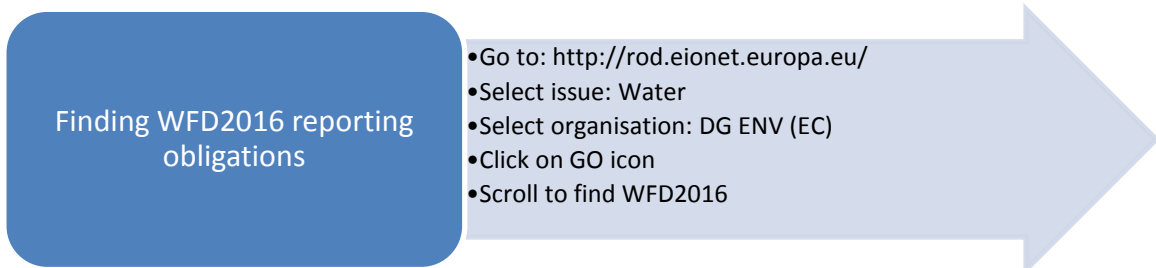 Finding WFD2016 reporting
obligations
•Go to: http://rod.eionet.europa.eu/
•Select issue: Water
•Select organisation: DG ENV (EC)
•Click on GO icon
•Scroll to find WFD2016